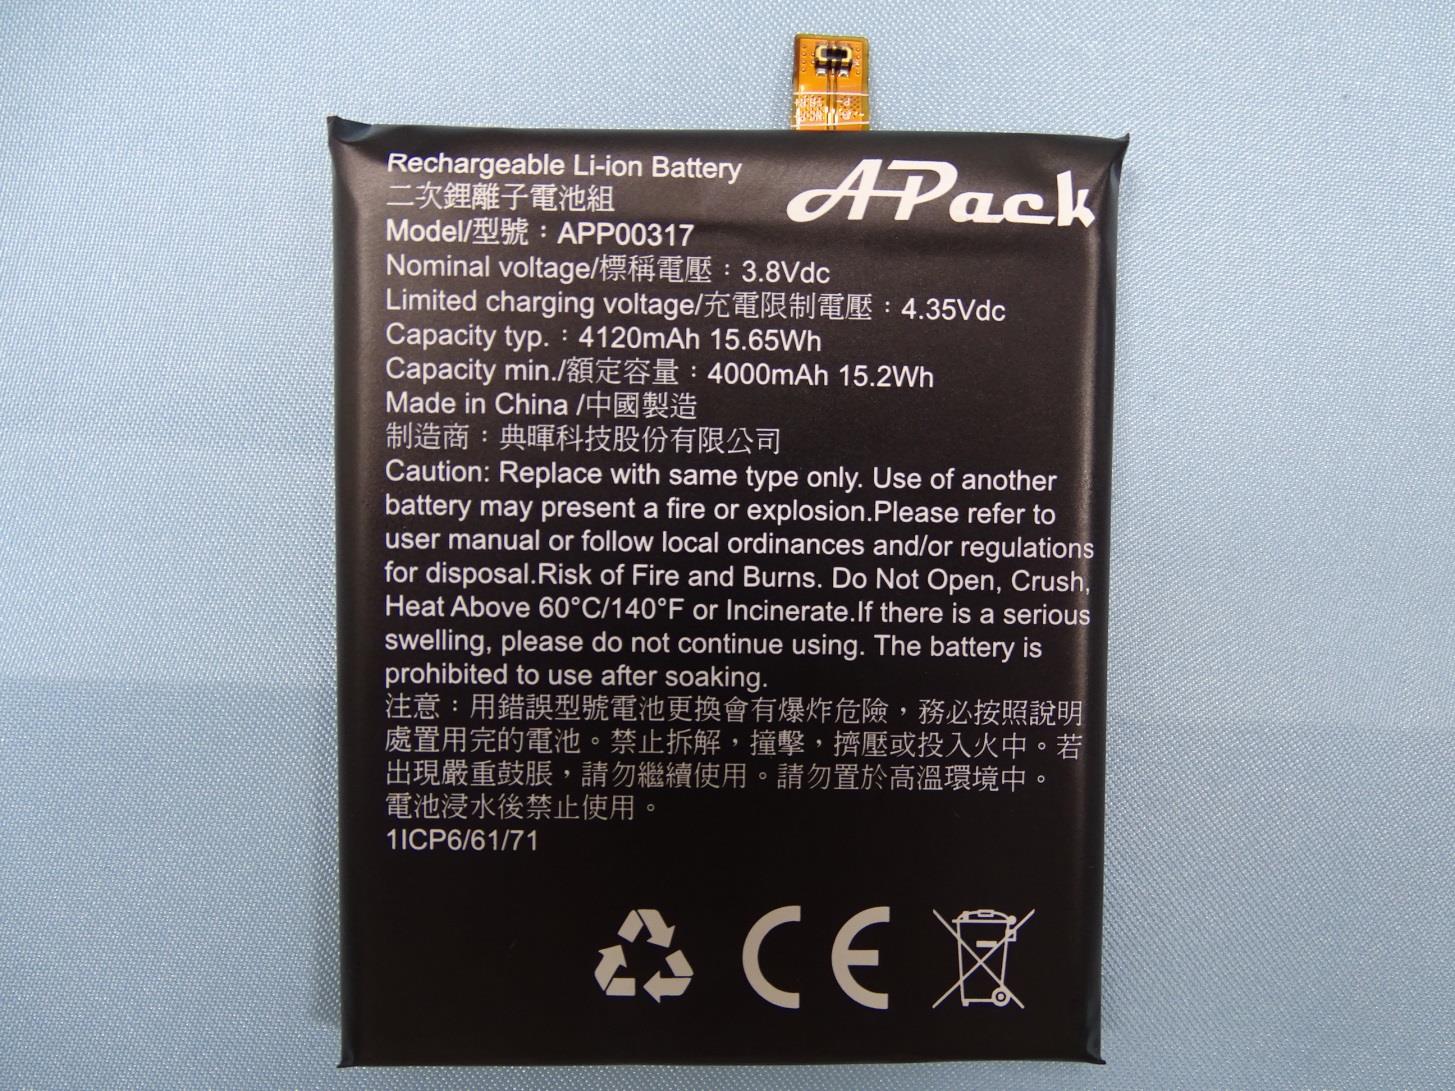 Rechargeable Li-ion Battery
APack
二次鋰離子電池組
Model/型號：APP00317
Nominal voltage/標稱電壓：3.8Vdc
Limited charging voltage/充電限制電壓：4.35Vdc
Capacity typ.：4120mAh 15.65Wh
Capacity min./額定容量：4000mAh 15.2Wh
Made in China /中國製造
制造商：典暉科技股份有限公司
Caution: Replace with same type only. Use of another
battery may present a fire or explosion.Please refer to
user manual or follow local ordinances and/or regulations
for disposal.Risk of Fire and Burns. Do Not Open, Crush,
Heat Above 60°C/140°F or Incinerate.If there is a serious
swelling, please do not continue using. The battery is
prohibited to use after soaking.
注意：用錯誤型號電池更換會有爆炸危險，務必按照說明
處置用完的電池。禁止拆解，撞擊，擠壓或投入火中。若
出現嚴重鼓脹，請勿繼續使用。請勿置於高溫環境中。
電池浸水後禁止使用。
1ICP6/61/71
CE